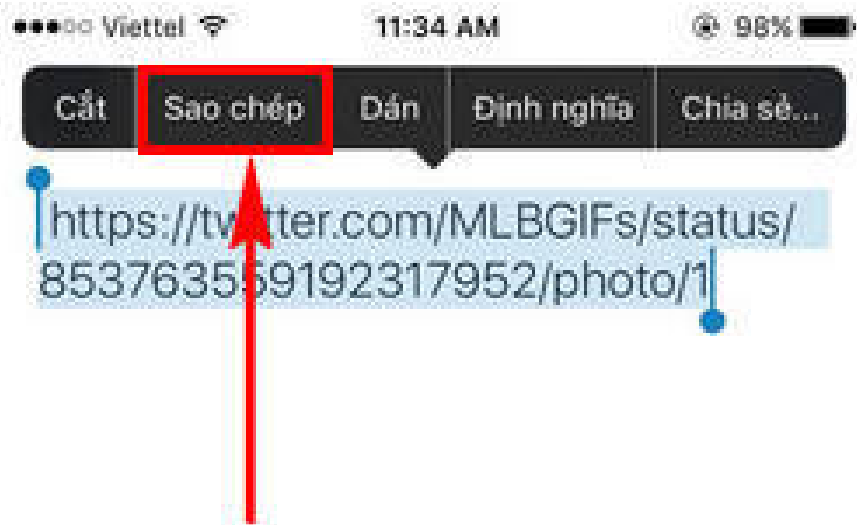 Viettel 11:34 AM 98%
Cắt Sao chép Dán Định nghĩa Chia sẻ...
https://twitter.com/MLBGIFs/status/
853763559192317952/photo/1